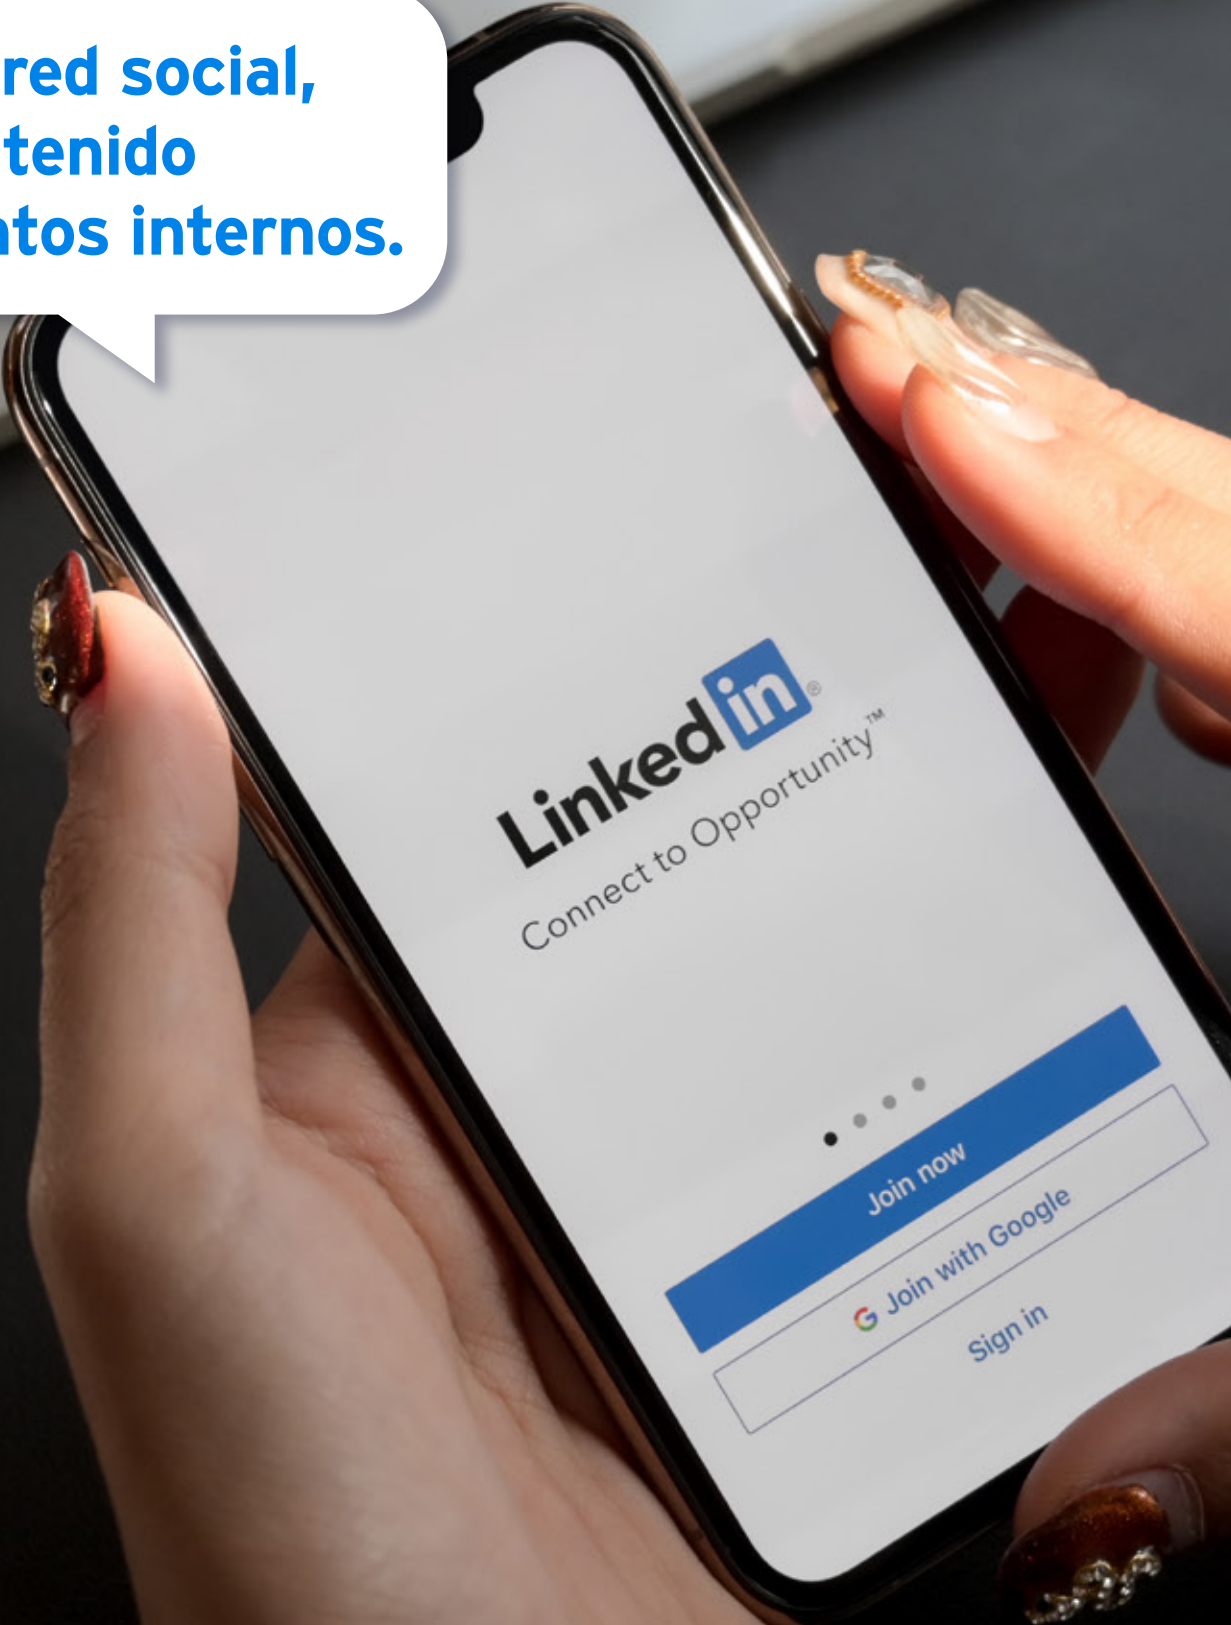 red social,
tenido
tos internos.
Linked in ®
Connect to Opportunity™
Join now
G Join with Google
Sign in